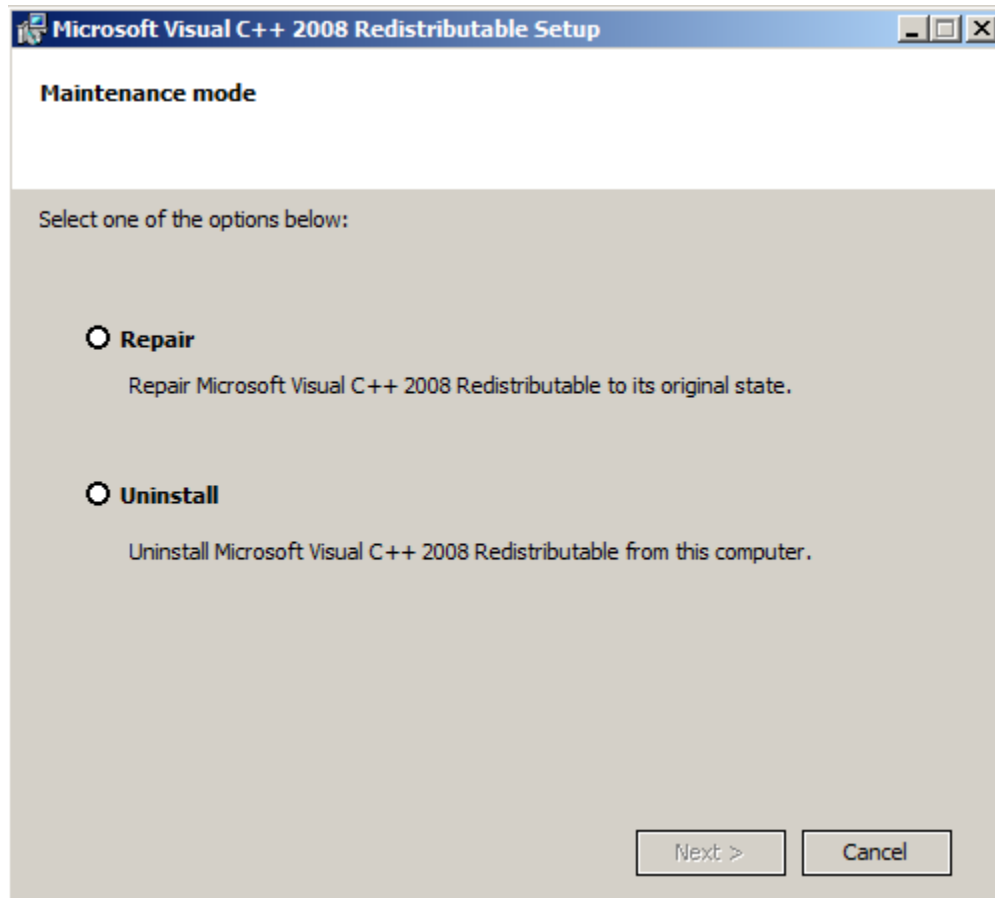 Microsoft Visual C++ 2008 Redistributable Setup
Maintenance mode
Select one of the options below:
Repair
Repair Microsoft Visual C++ 2008 Redistributable to its original state.
Uninstall
Uninstall Microsoft Visual C++ 2008 Redistributable from this computer.
Next > Cancel